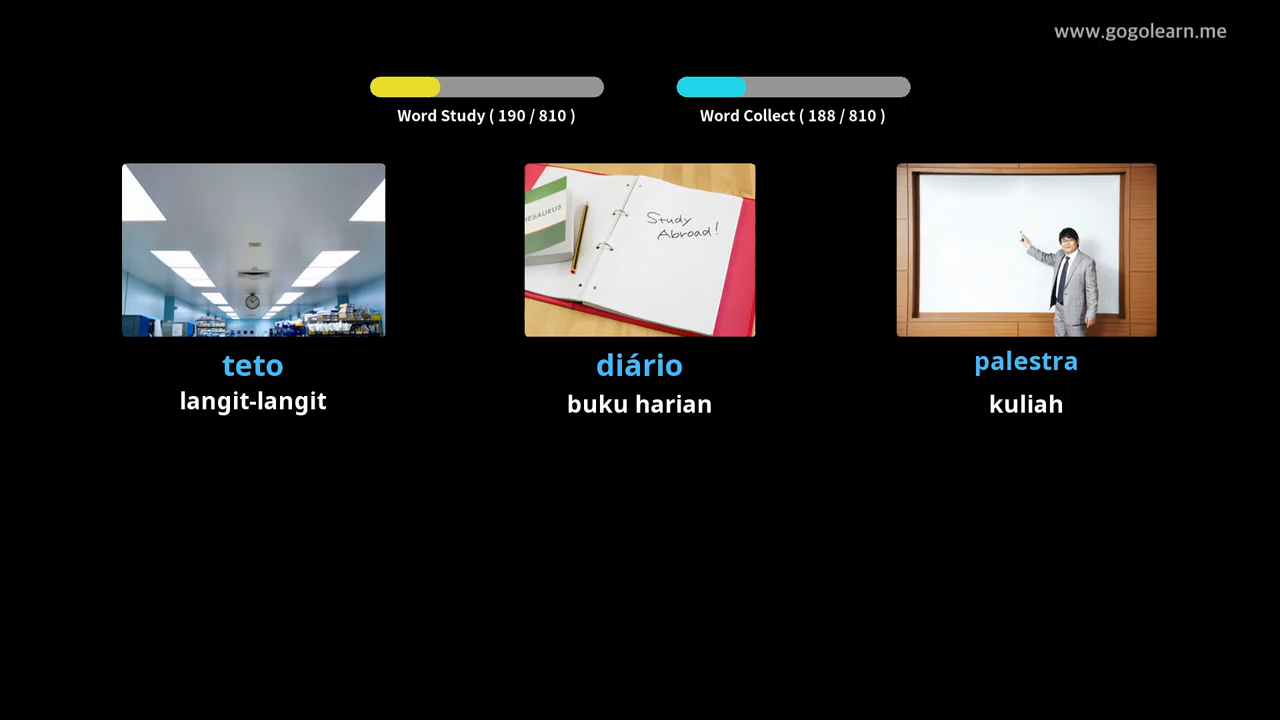 www.gogolearn.me
Word Study ( 190 / 810 )
Word Collect ( 188 / 810 )
HESAURUS
Study
Abroad!
teto
diário
palestra
langit-langit
buku harian
kuliah